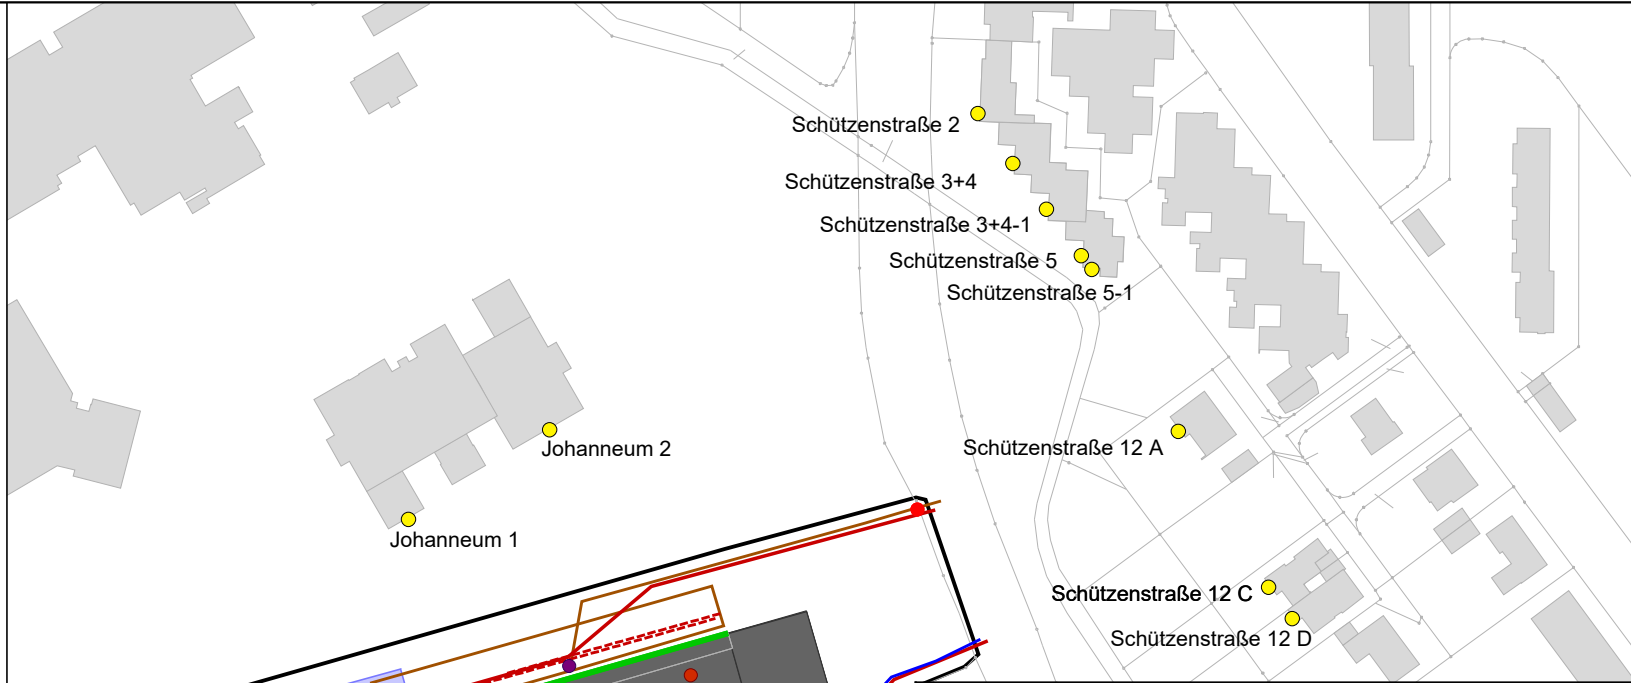 Schützenstraße 2
Schützenstraße 3+4
Schützenstraße 3+4-1
Schützenstraße 5
Schützenstraße 5-1
Johanneum 2
Schützenstraße 12 A
Johanneum 1
Schützenstraße 12 C
Schützenstraße 12 D